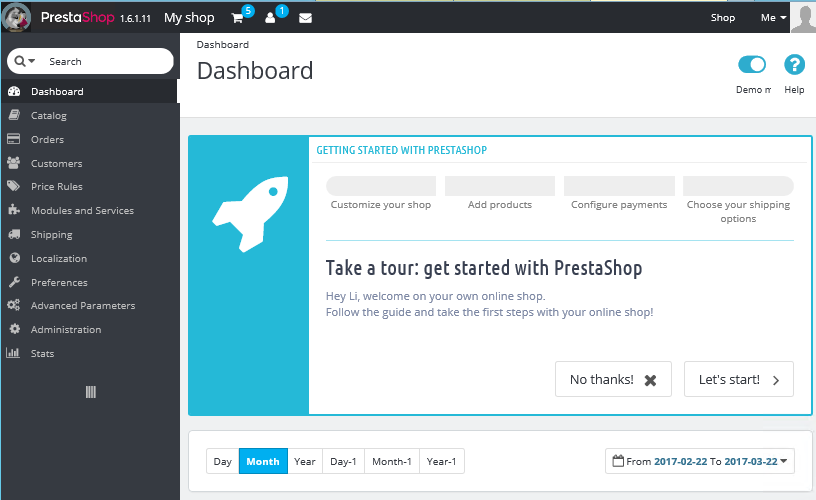 PrestaShop 1.6.1.11 My shop 5 1 Shop Me
Search
Dashboard
Catalog
Orders
Customers
Price Rules
Modules and Services
Shipping
Localization
Preferences
Advanced Parameters
Administration
Stats
Dashboard
Dashboard
Demo m
Help
GETTING STARTED WITH PRESTASHOP
Customize your shop
Add products
Configure payments
Choose your shipping
options
Take a tour: get started with PrestaShop
Hey Li, welcome on your own online shop.
Follow the guide and take the first steps with your online shop!
No thanks!
Let's start!
Day Month Year Day-1 Month-1 Year-1
From 2017-02-22 To 2017-03-22